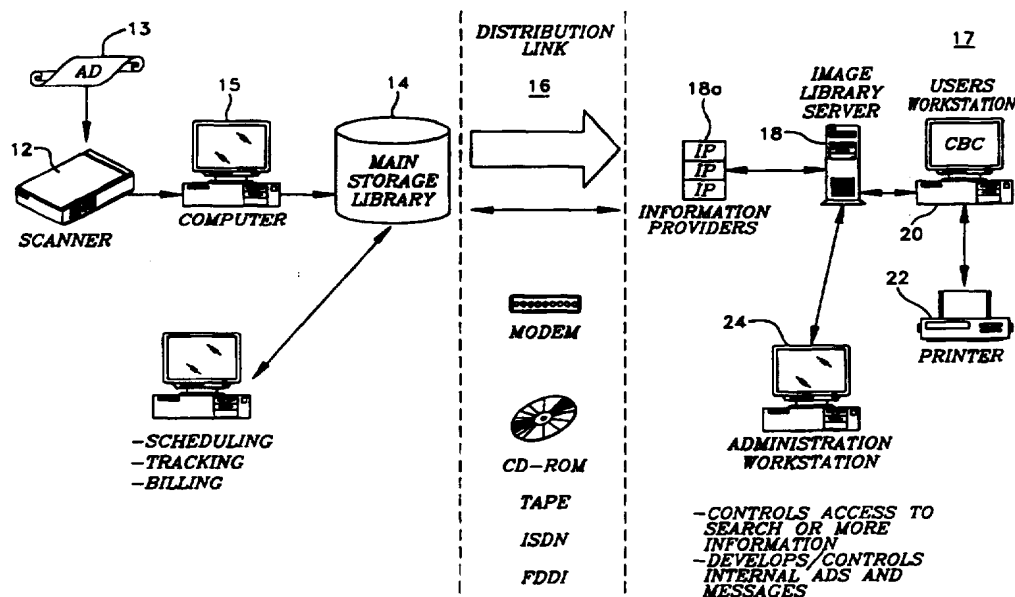 13
AD
12
SCANNER
15
COMPUTER
14
MAIN
STORAGE
LIBRARY
-SCHEDULING
-TRACKING
-BILLING
DISTRIBUTION
LINK
16
MODEM
CD-ROM
TAPE
ISDN
FDDI
17
18a
IP
IP
IP
INFORMATION
PROVIDERS
IMAGE
LIBRARY
SERVER
18
USERS
WORKSTATION
CBC
20
22
PRINTER
24
ADMINISTRATION
WORKSTATION
-CONTROLS ACCESS TO
SEARCH OR MORE
INFORMATION
-DEVELOPS/CONTROLS
INTERNAL ADS AND
MESSAGES